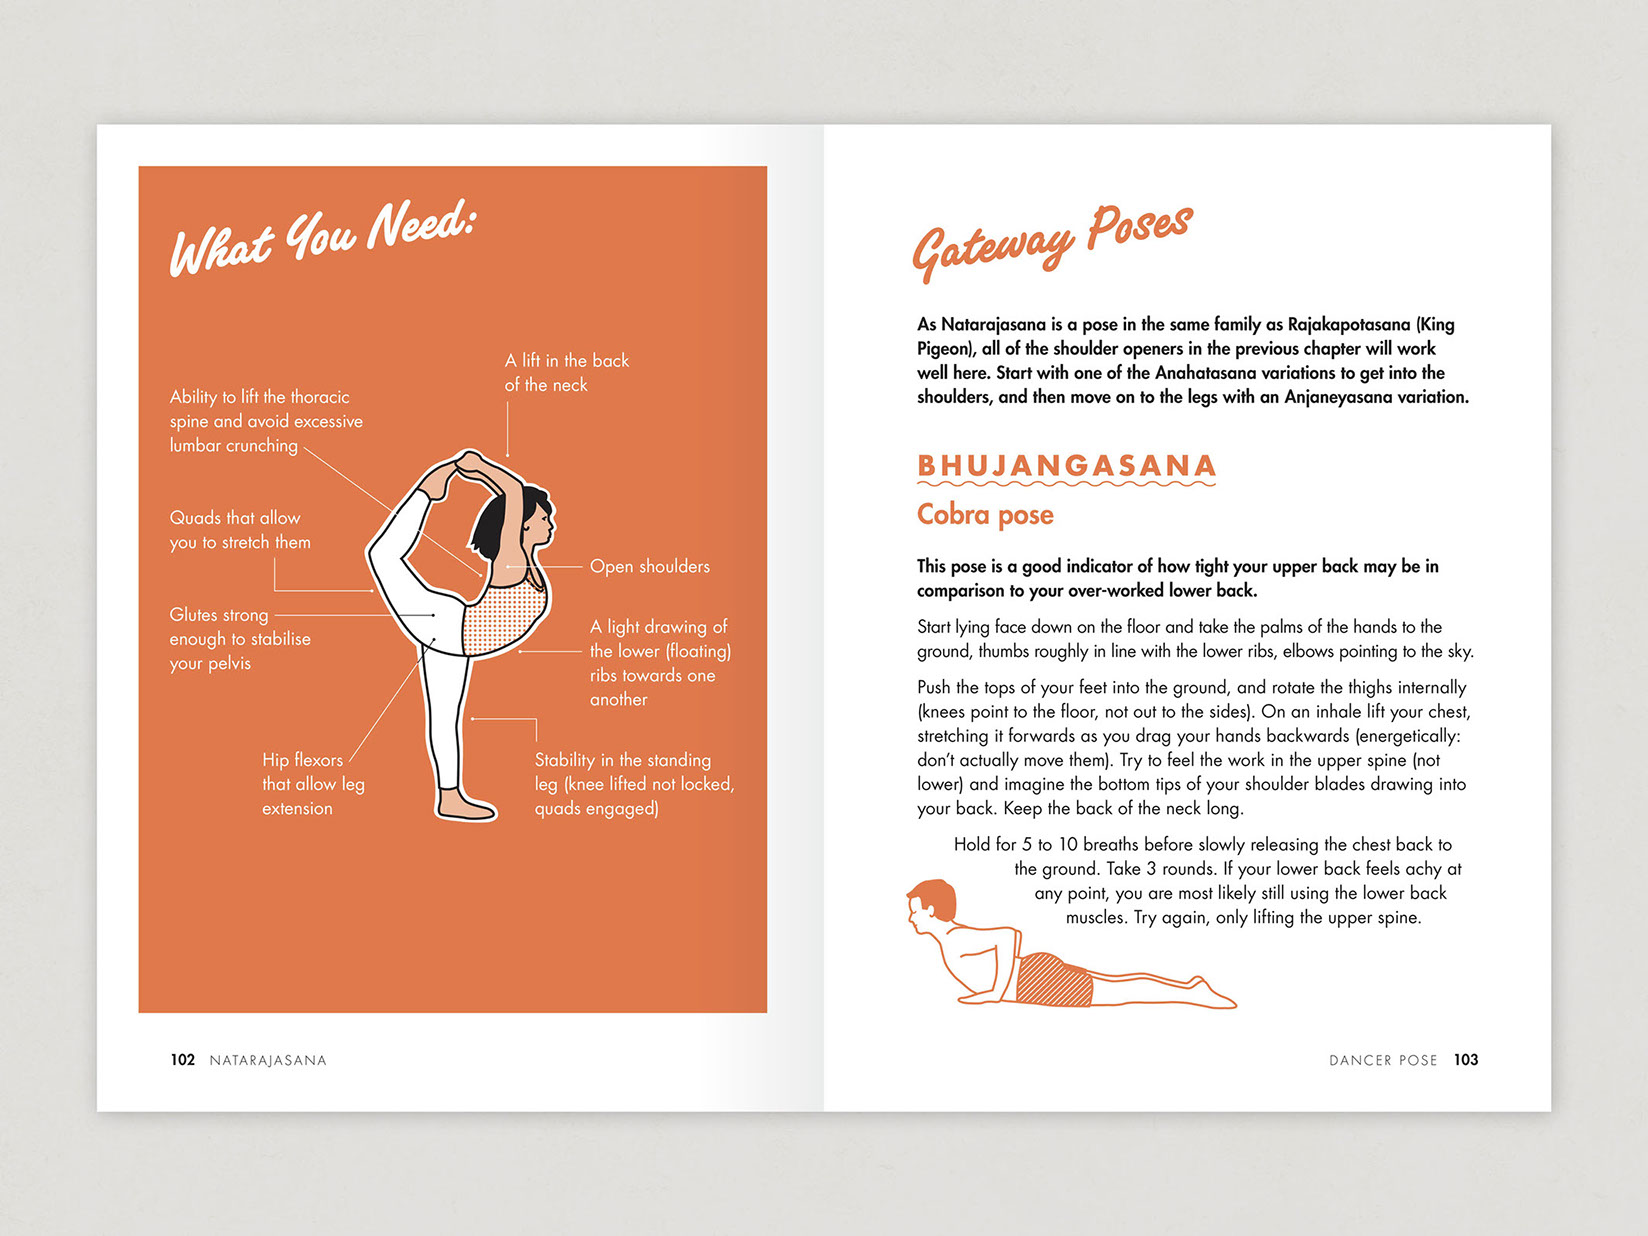 What You Need:
A lift in the back
of the neck
Ability to lift the thoracic
spine and avoid excessive
lumbar crunching
Quads that allow
you to stretch them
Open shoulders
Glutes strong
enough to stabilise
your pelvis
A light drawing of
the lower (floating)
ribs towards one
another
Hip flexors
that allow leg
extension
Stability in the standing
leg (knee lifted not locked,
quads engaged)
102 NATARAJASANA
Gateway Poses
As Natarajasana is a pose in the same family as Rajakapotasana (King
Pigeon), all of the shoulder openers in the previous chapter will work
well here. Start with one of the Anahatasana variations to get into the
shoulders, and then move on to the legs with an Anjaneyasana variation.
BHUJANGASANA
Cobra pose
This pose is a good indicator of how tight your upper back may be in
comparison to your over-worked lower back.
Start lying face down on the floor and take the palms of the hands to the
ground, thumbs roughly in line with the lower ribs, elbows pointing to the sky.
Push the tops of your feet into the ground, and rotate the thighs internally
(knees point to the floor, not out to the sides). On an inhale lift your chest,
stretching it forwards as you drag your hands backwards (energetically:
don't actually move them). Try to feel the work in the upper spine (not
lower) and imagine the bottom tips of your shoulder blades drawing into
your back. Keep the back of the neck long.
Hold for 5 to 10 breaths before slowly releasing the chest back to
the ground. Take 3 rounds. If your lower back feels achy at
any point, you are most likely still using the lower back
muscles. Try again, only lifting the upper spine.
DANCER POSE 103